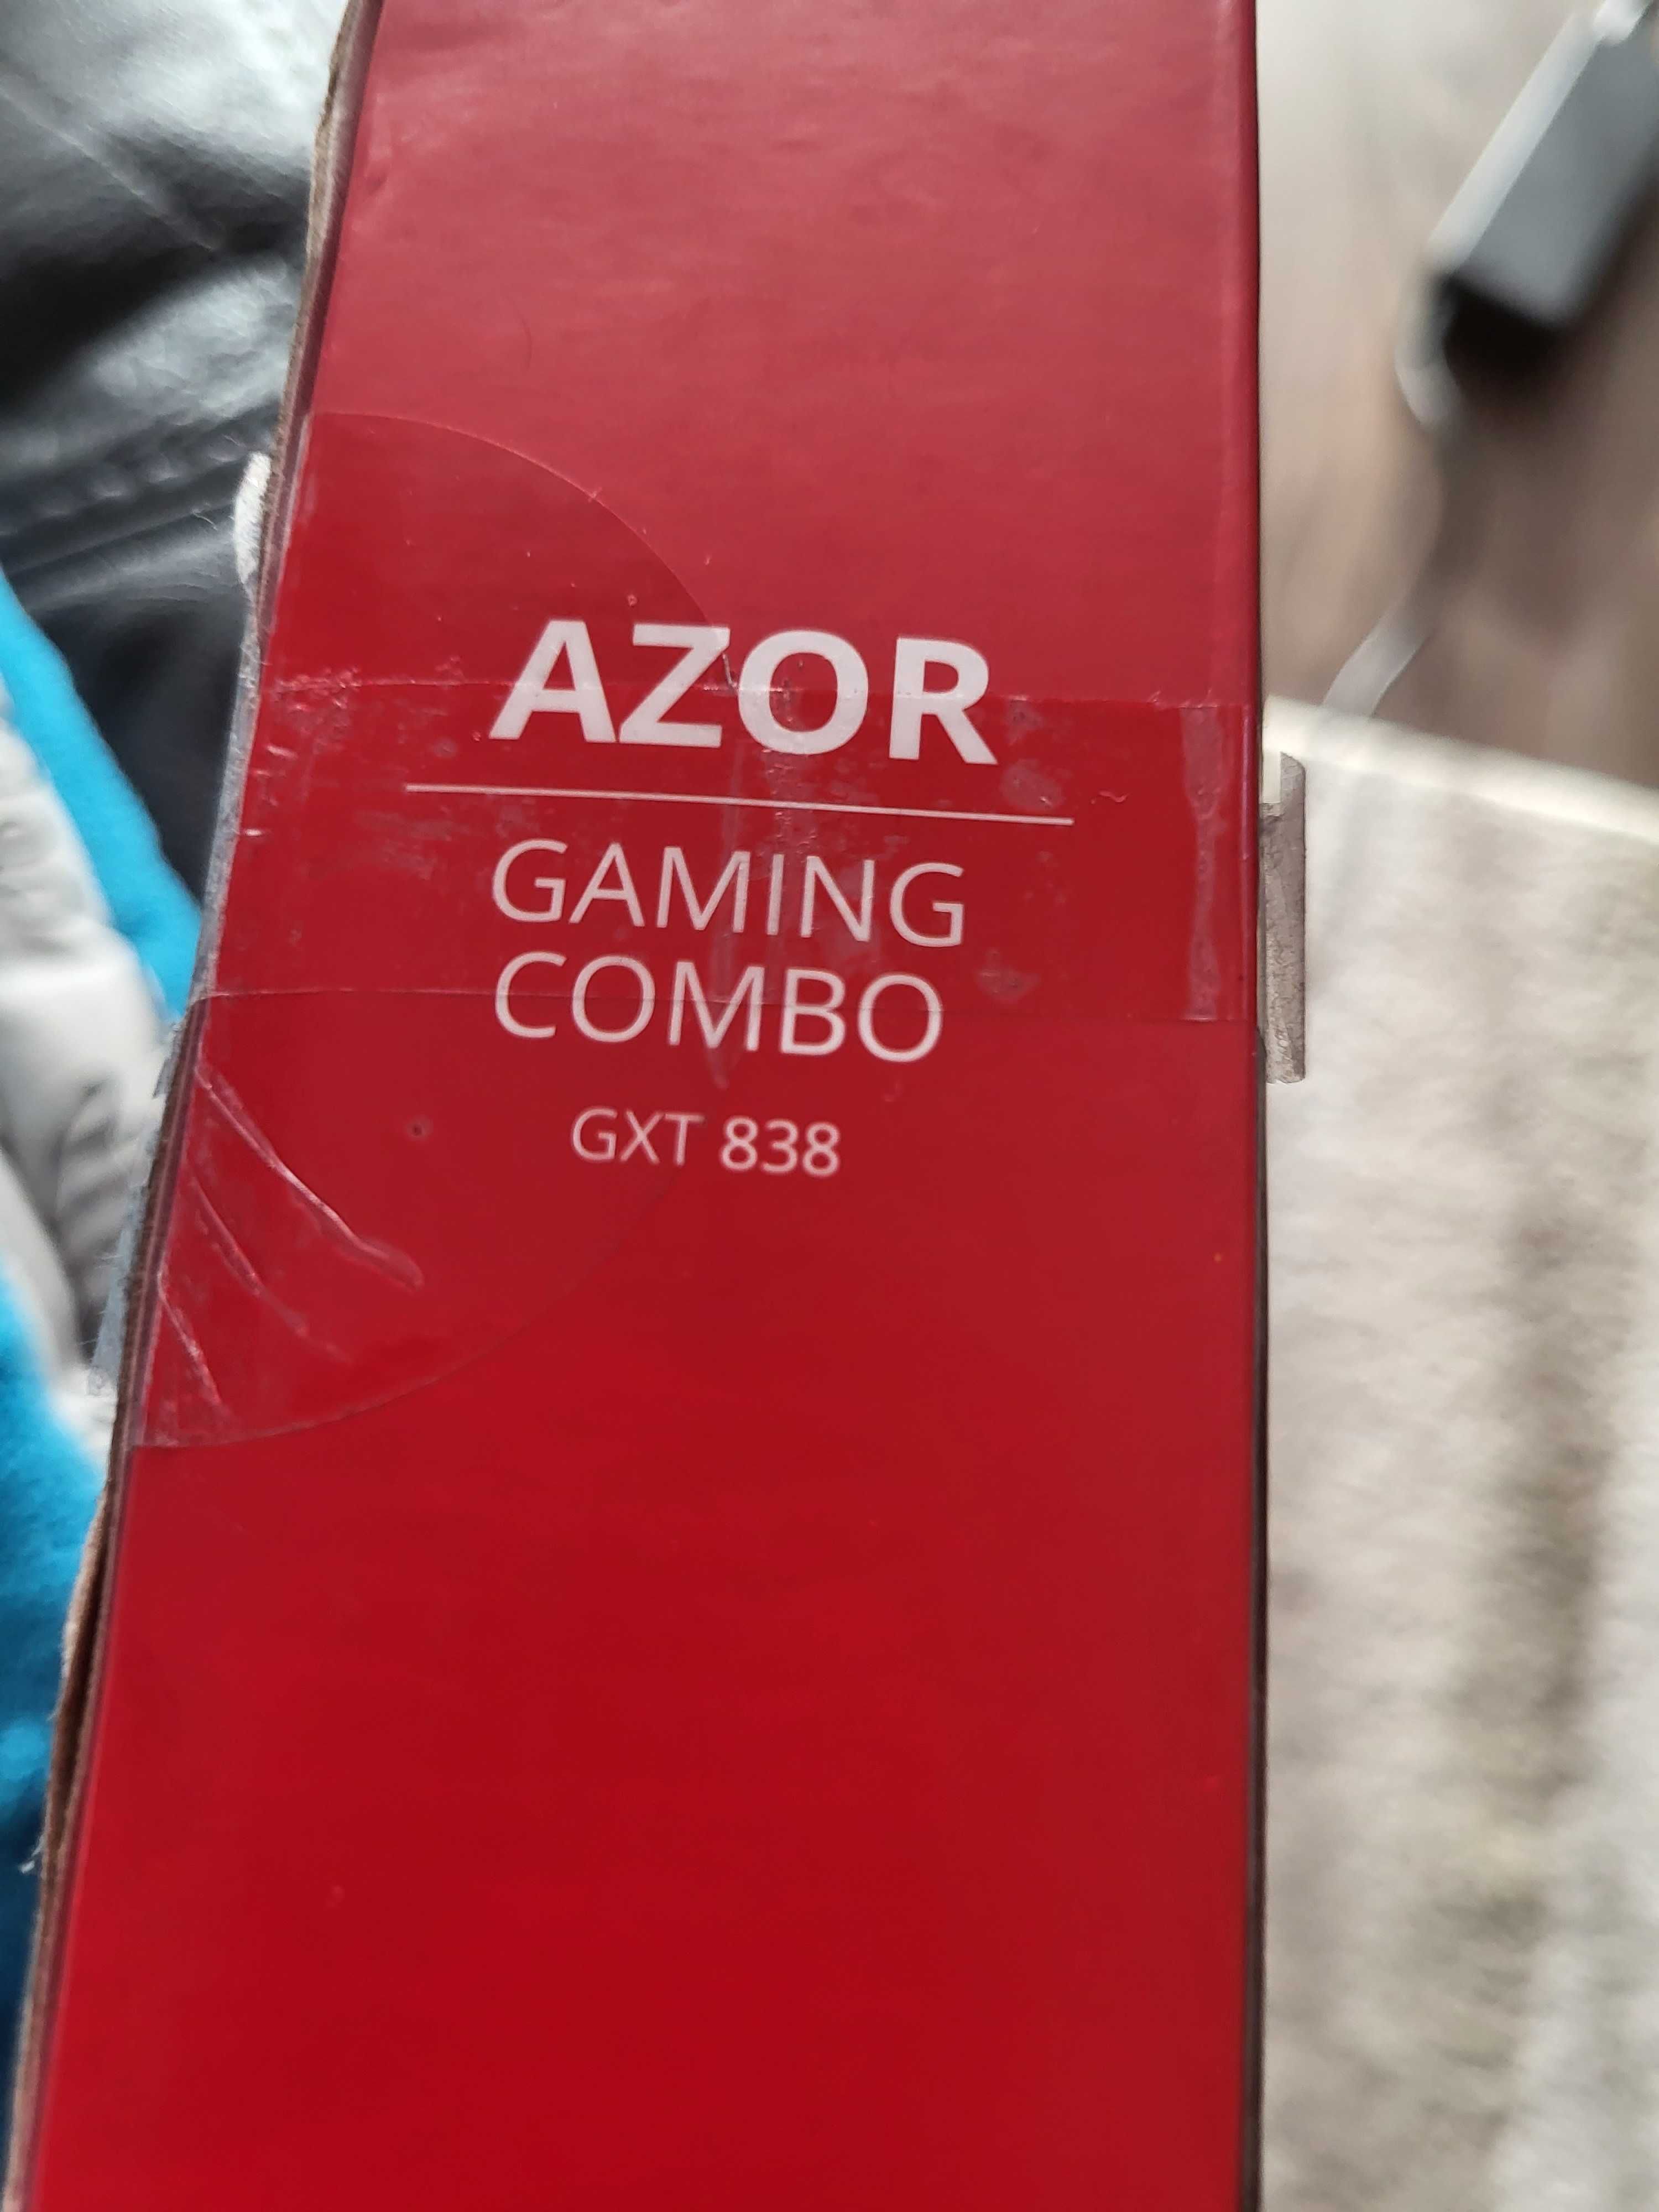 AZOR
GAMING
COMBO
GXT 838